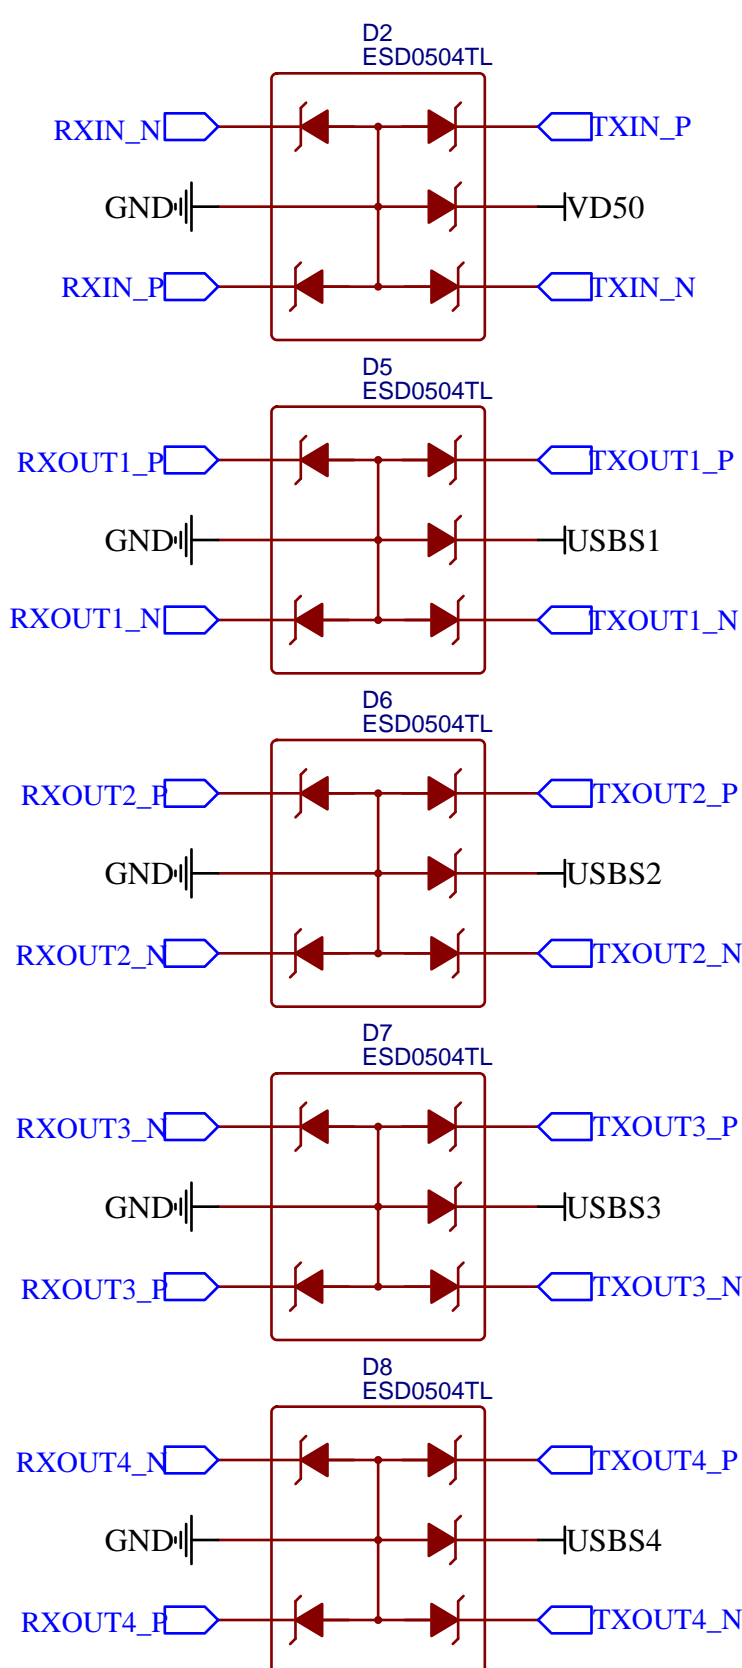 D2
ESD0504TL
RXIN_N TXIN_P
GND VD50
RXIN_P TXIN_N
D5
ESD0504TL
RXOUT1_P TXOUT1_P
GND USBS1
RXOUT1_N TXOUT1_N
D6
ESD0504TL
RXOUT2_P TXOUT2_P
GND USBS2
RXOUT2_N TXOUT2_N
D7
ESD0504TL
RXOUT3_N TXOUT3_P
GND USBS3
RXOUT3_P TXOUT3_N
D8
ESD0504TL
RXOUT4_N TXOUT4_P
GND USBS4
RXOUT4_P TXOUT4_N